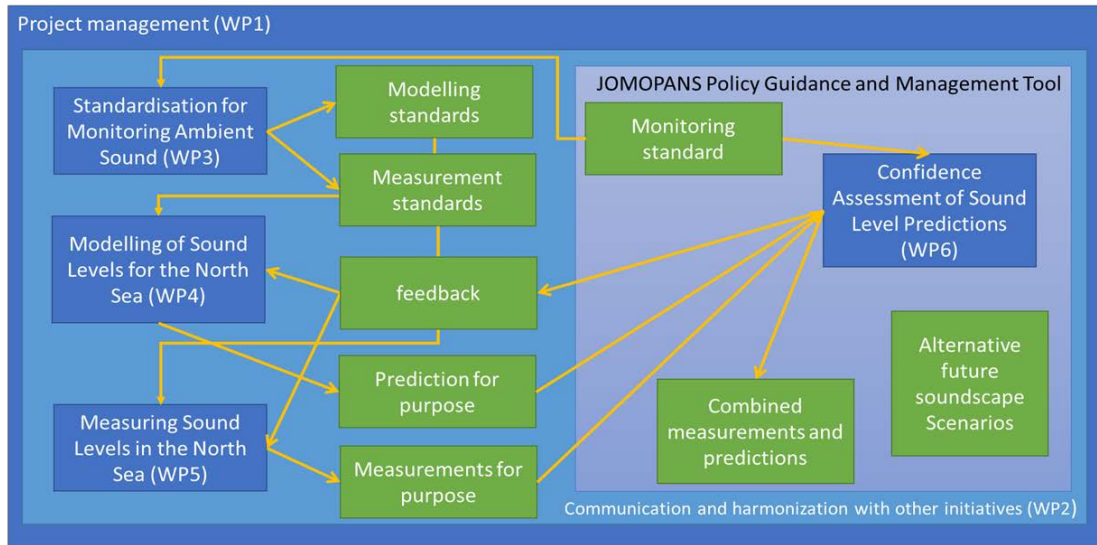 Project management (WP1)
JOMOPANS Policy Guidance and Management Tool
Standardisation for
Monitoring Ambient
Sound (WP3)
Modelling
standards
Monitoring
standard
Measurement
standards
Confidence
Assessment of Sound
Level Predictions
(WP6)
Modelling of Sound
Levels for the North
Sea (WP4)
feedback
Prediction for
purpose
Alternative
future
soundscape
Scenarios
Combined
measurements and
predictions
Measuring Sound
Levels in the North
Sea (WP5)
Measurements for
purpose
Communication and harmonization with other initiatives (WP2)